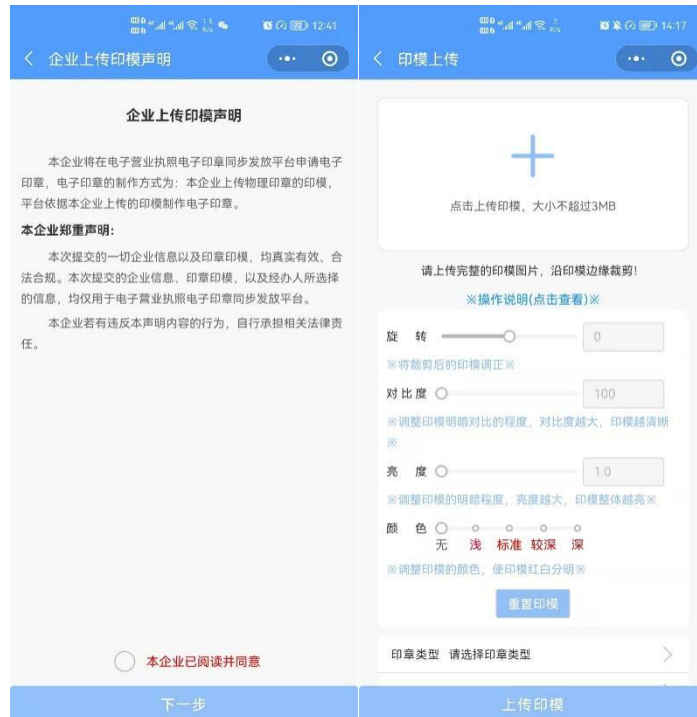 12:41
企业上传印模声明
企业上传印模声明
本企业将在电子营业执照电子印章同步发放平台申请电子
印章，电子印章的制作方式为：本企业上传物理印章的印模，
平台依据本企业上传的印模制作电子印章。
本企业郑重声明：
本次提交的一切企业信息以及印章印模，均真实有效、合
法合规。本次提交的企业信息、印章印模，以及经办人所选择
的信息，均仅用于电子营业执照电子印章同步发放平台。
本企业若有违反本声明内容的行为，自行承担相关法律责
任。
本企业已阅读并同意
下一步
14:17
印模上传
点击上传印模，大小不超过3MB
请上传完整的印模图片，沿印模边缘裁剪!
※操作说明(点击查看)※
旋 转 0
※将裁剪后的印模调正※
对比度 100
※调整印模明暗对比的程度，对比度越大，印模越清晰
※
亮 度 1.0
※调整印模的明暗程度，亮度越大，印模整体越亮※
颜 色
无 浅 标准 较深 深
※调整印模的颜色，使印模红白分明※
重置印模
印章类型 请选择印章类型
上传印模